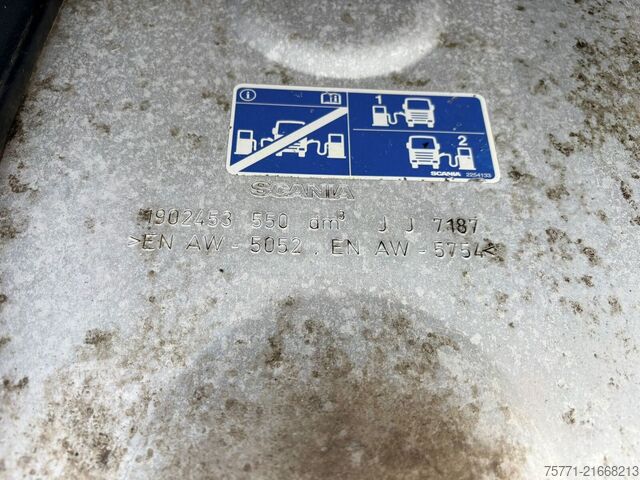 i
1
2
SCANIA 2254133
SCANIA
1902453 550 dm³ J J 7187
>EN AW-5052 . EN AW-5754<
75771-21668213